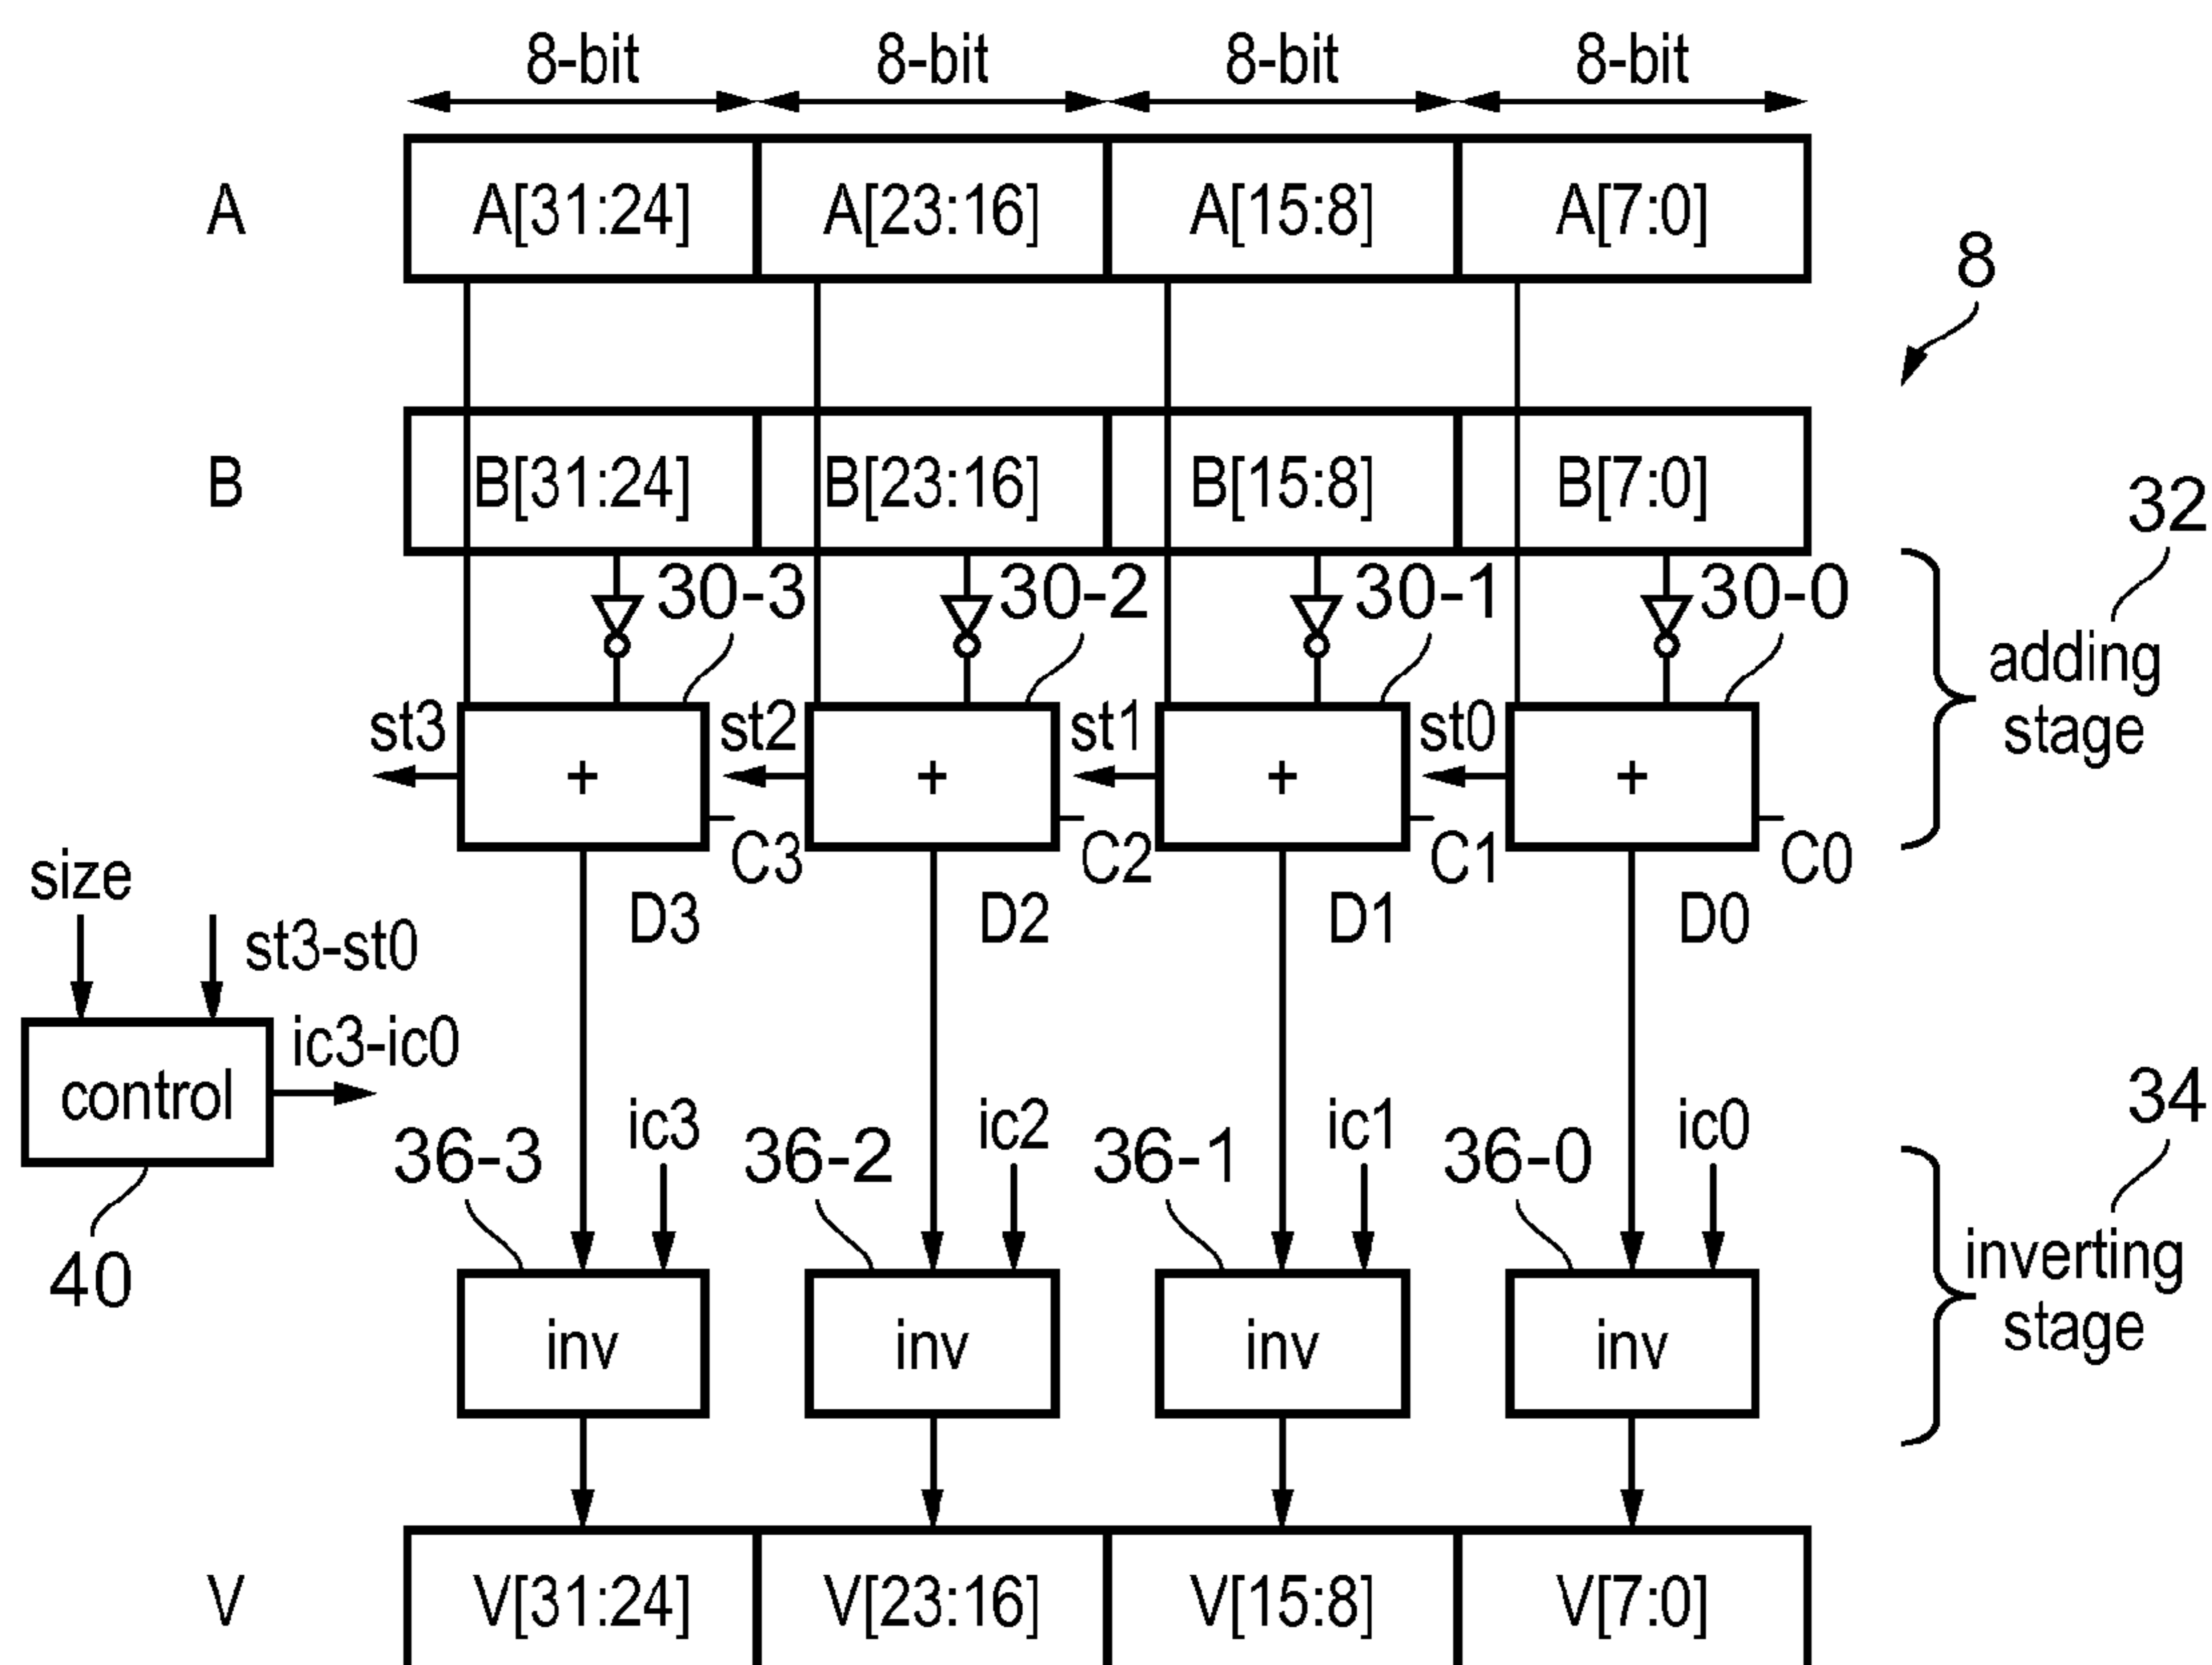 8-bit 8-bit 8-bit 8-bit
A A[31:24] A[23:16] A[15:8] A[7:0]
8
B B[31:24] B[23:16] B[15:8] B[7:0]
32
30-3 30-2 30-1 30-0
adding
stage
st3 + st2 + st1 + st0 +
C3 C2 C1 C0
size
D3 D2 D1 D0
st3-st0
ic3-ic0
control
34
ic3 ic2 ic1 ic0
36-3 36-2 36-1 36-0
40
inverting
stage
inv inv inv inv
V V[31:24] V[23:16] V[15:8] V[7:0]